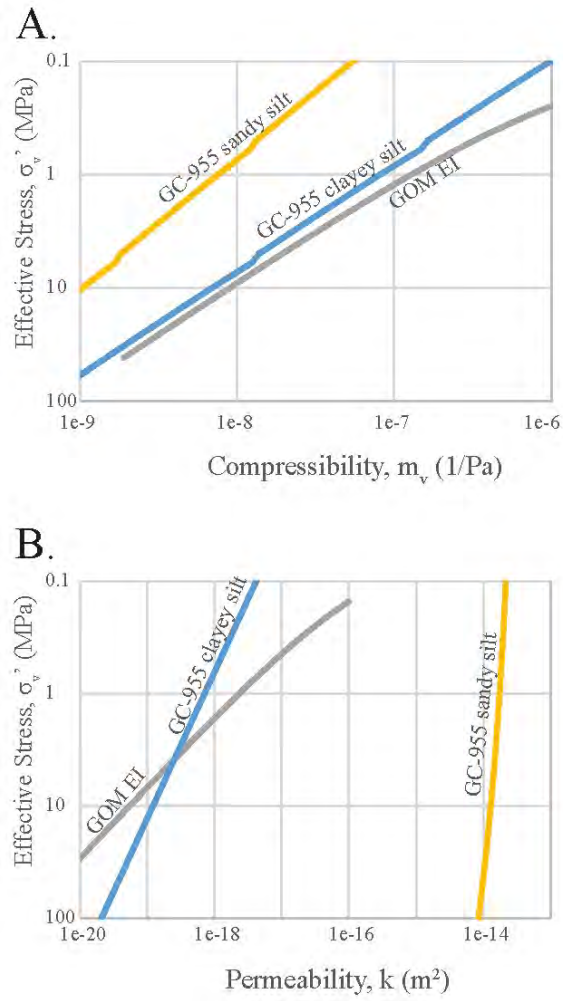 A.
0.1
1
10
100
Effective Stress, σv' (MPa)
GC-955 sandy silt
GC-955 clayey silt
GOM EI
1e-9
1e-8
1e-7
1e-6
Compressibility, mv (1/Pa)
B.
0.1
1
10
100
Effective Stress, σv' (MPa)
GC-955 clayey silt
GOM EI
GC-955 sandy silt
1e-20
1e-18
1e-16
1e-14
Permeability, k (m²)